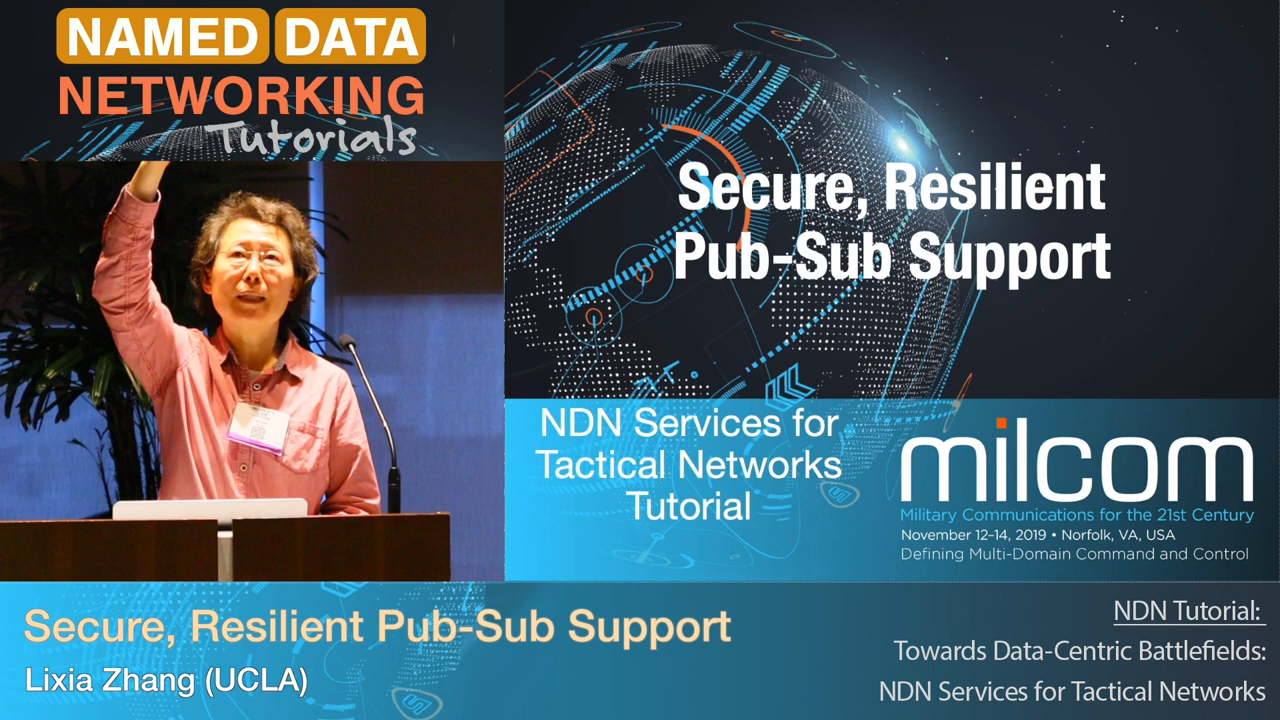 NAMED DATA
NETWORKING
Tutorials
Secure, Resilient
Pub-Sub Support
NDN Services for
Tactical Networks
Tutorial
milcom
Military Communications for the 21st Century
November 12-14, 2019 • Norfolk, VA, USA
Defining Multi-Domain Command and Control
Secure, Resilient Pub-Sub Support
Lixia Zhang (UCLA)
NDN Tutorial:
Towards Data-Centric Battlefields:
NDN Services for Tactical Networks